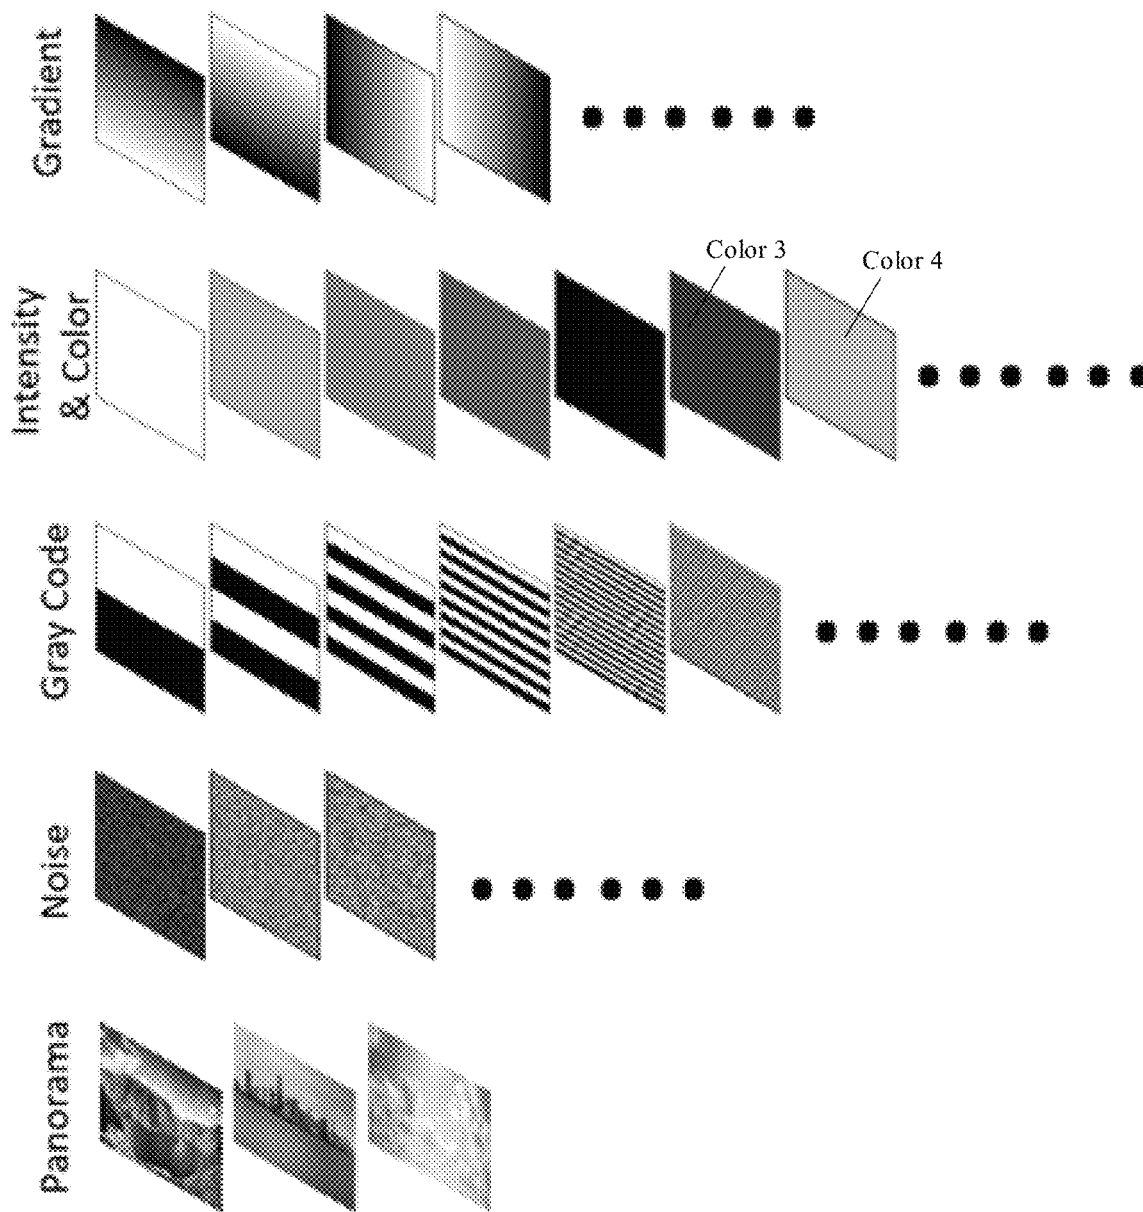 Gradient
Intensity
& Color
Color 3
Color 4
Gray Code
Noise
Panorama